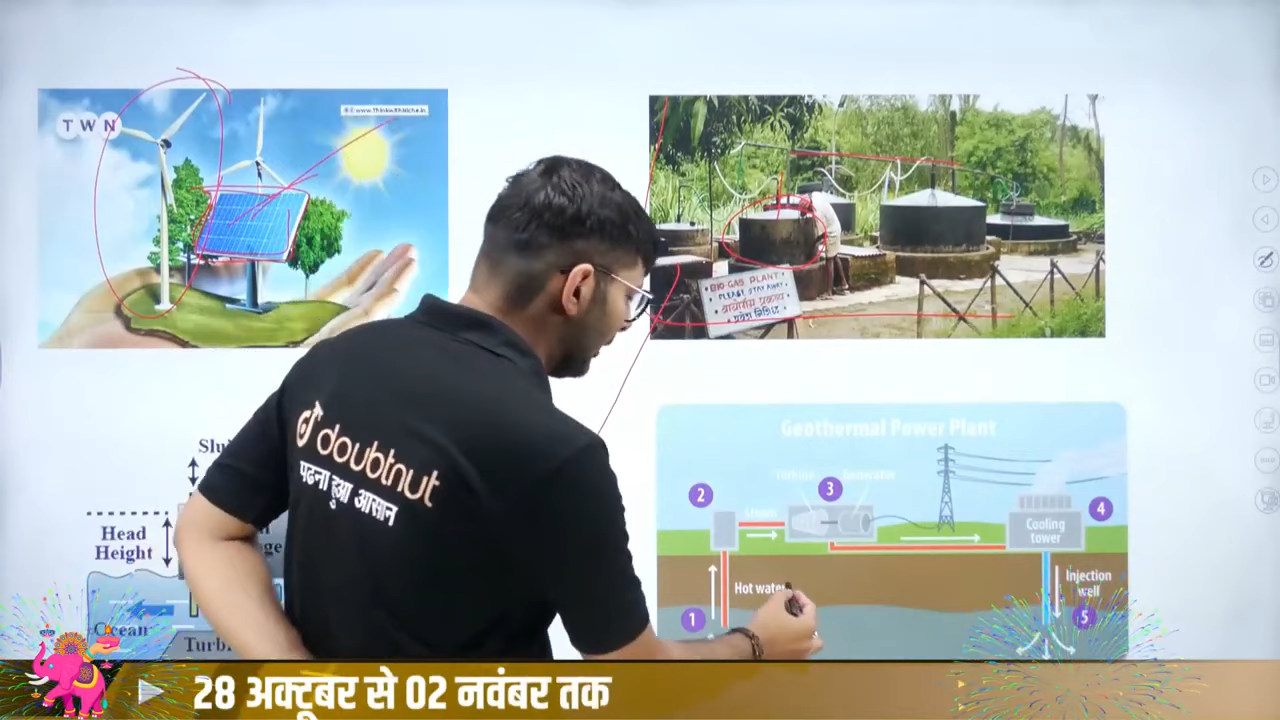 TWN
www.ThinkwithNiche.in
BIO GAS PLANT
PLEASE STAY AWAY
बायोगैस प्रकल्प
doubtnut
पढना हुआ आसान
Head
Height
Ocean
Geothermal Power Plant
Turbine
Generator
2
3
4
Steam
Cooling
tower
Hot water
Injection
well
1
5
28 अक्टूबर से 02 नवंबर तक